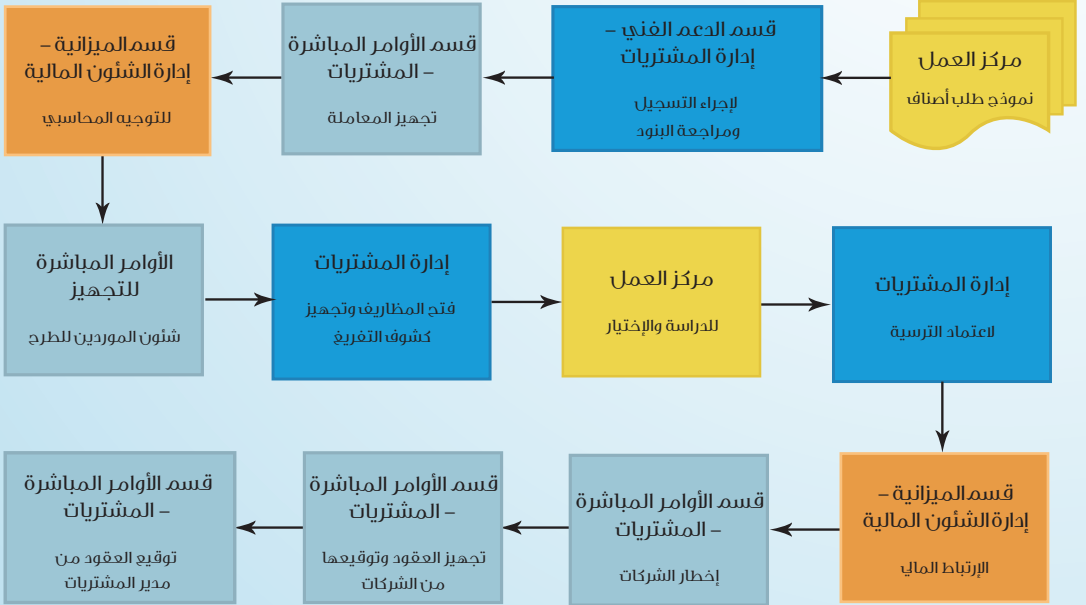 مركز العمل
نموذج طلب أصناف
قسم الدعم الفني –
إدارة المشتريات
لإجراء التسجيل
ومراجعة البنود
قسم الأوامر المباشرة
– المشتريات
تجهيز المعاملة
قسم الميزانية –
إدارة الشئون المالية
للتوجيه المحاسبي
الأوامر المباشرة
للتجهيز
شئون الموردين للطرح
إدارة المشتريات
فتح المظاريف وتجهيز
كشوف التفريغ
مركز العمل
للدراسة والإختيار
إدارة المشتريات
لاعتماد الترسية
قسم الميزانية –
إدارة الشئون المالية
الإرتباط المالي
قسم الأوامر المباشرة
– المشتريات
إخطار الشركات
قسم الأوامر المباشرة
– المشتريات
تجهيز العقود وتوقيعها
من الشركات
قسم الأوامر المباشرة
– المشتريات
توقيع العقود من
مدير المشتريات